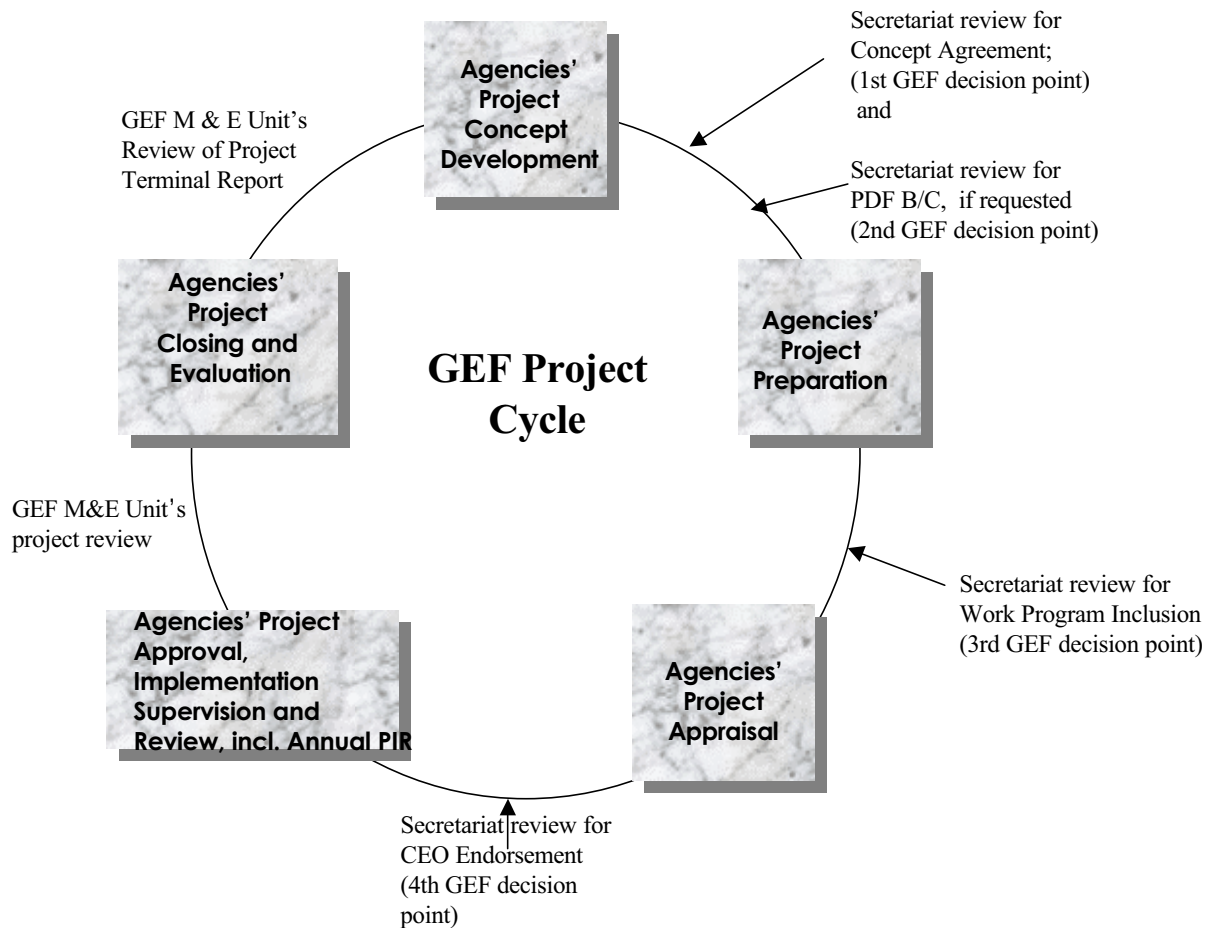 Agencies’
Project
Concept
Development
Secretariat review for
Concept Agreement;
(1st GEF decision point)
and
Secretariat review for
PDF B/C, if requested
(2nd GEF decision point)
GEF M & E Unit’s
Review of Project
Terminal Report
Agencies’
Project
Closing and
Evaluation
GEF Project
Cycle
Agencies’
Project
Preparation
GEF M&E Unit’s
project review
Secretariat review for
Work Program Inclusion
(3rd GEF decision point)
Agencies’ Project
Approval,
Implementation
Supervision and
Review, incl. Annual PIR
Agencies’
Project
Appraisal
Secretariat review for
CEO Endorsement
(4th GEF decision
point)